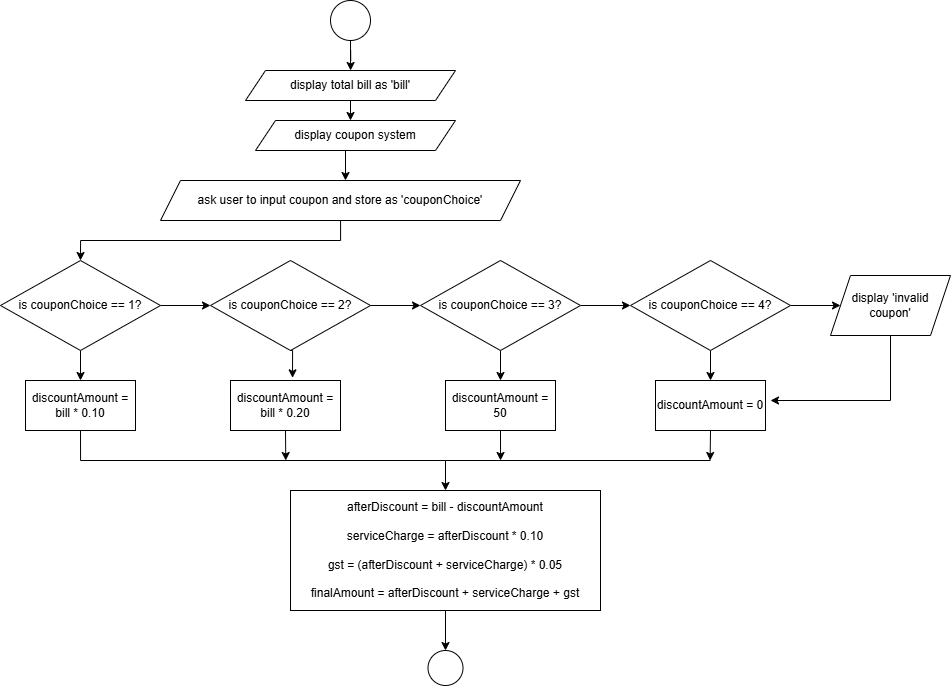 display total bill as 'bill'
display coupon system
ask user to input coupon and store as 'couponChoice'
is couponChoice == 1?
is couponChoice == 2?
is couponChoice == 3?
is couponChoice == 4?
display 'invalid
coupon'
discountAmount =
bill * 0.10
discountAmount =
bill * 0.20
discountAmount =
50
discountAmount = 0
afterDiscount = bill - discountAmount
serviceCharge = afterDiscount * 0.10
gst = (afterDiscount + serviceCharge) * 0.05
finalAmount = afterDiscount + serviceCharge + gst